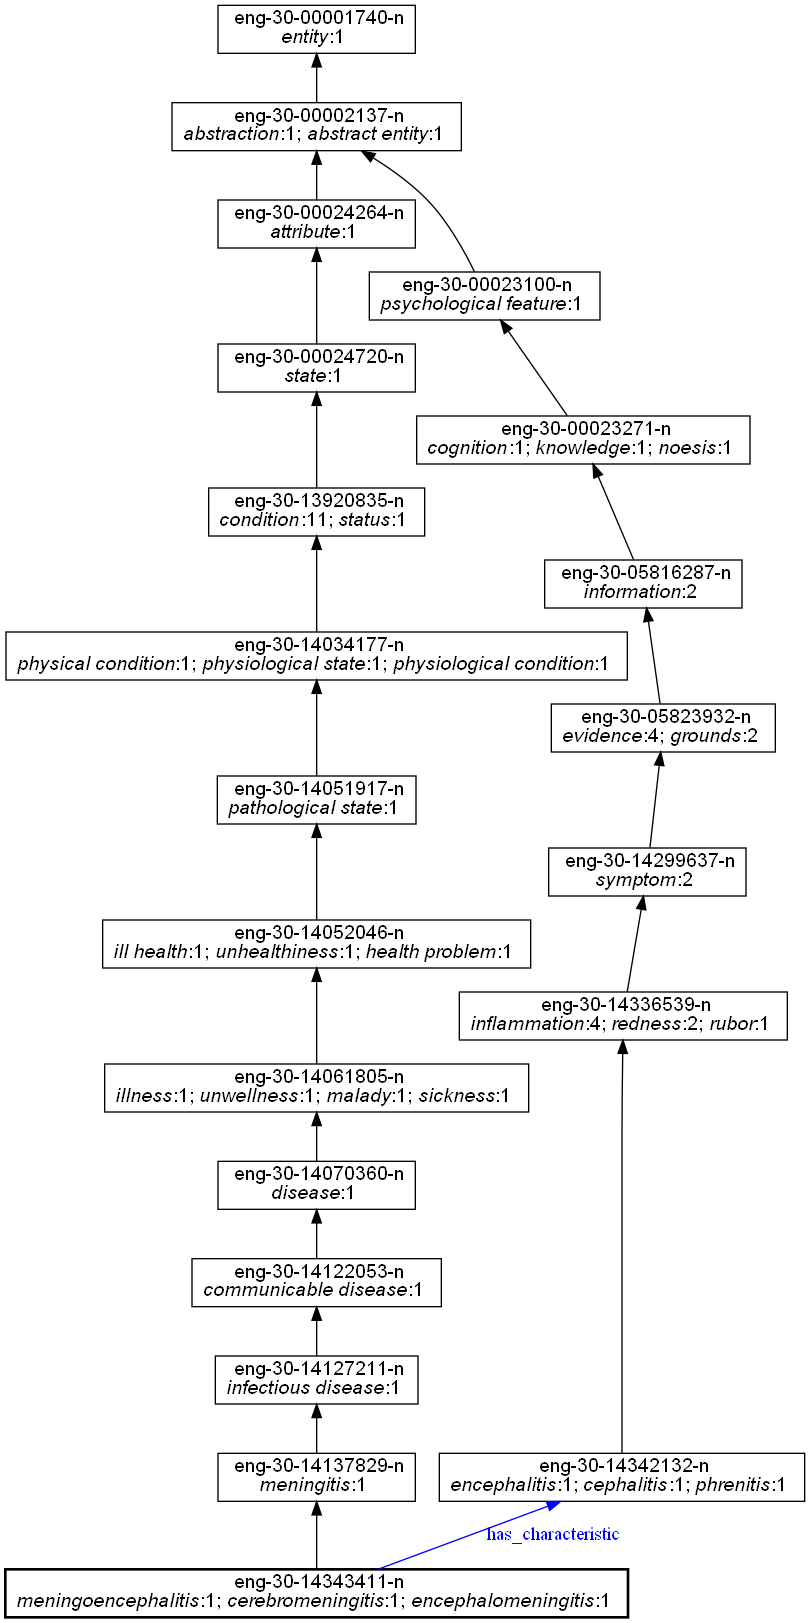 eng-30-00001740-n
entity:1
eng-30-00002137-n
abstraction:1; abstract entity:1
eng-30-00024264-n
attribute:1
eng-30-00023100-n
psychological feature:1
eng-30-00024720-n
state:1
eng-30-00023271-n
cognition:1; knowledge:1; noesis:1
eng-30-13920835-n
condition:11; status:1
eng-30-05816287-n
information:2
eng-30-14034177-n
physical condition:1; physiological state:1; physiological condition:1
eng-30-05823932-n
evidence:4; grounds:2
eng-30-14051917-n
pathological state:1
eng-30-14299637-n
symptom:2
eng-30-14052046-n
ill health:1; unhealthiness:1; health problem:1
eng-30-14336539-n
inflammation:4; redness:2; rubor:1
eng-30-14061805-n
illness:1; unwellness:1; malady:1; sickness:1
eng-30-14070360-n
disease:1
eng-30-14122053-n
communicable disease:1
eng-30-14127211-n
infectious disease:1
eng-30-14137829-n
meningitis:1
eng-30-14342132-n
encephalitis:1; cephalitis:1; phrenitis:1
has_characteristic
eng-30-14343411-n
meningoencephalitis:1; cerebromeningitis:1; encephalomeningitis:1